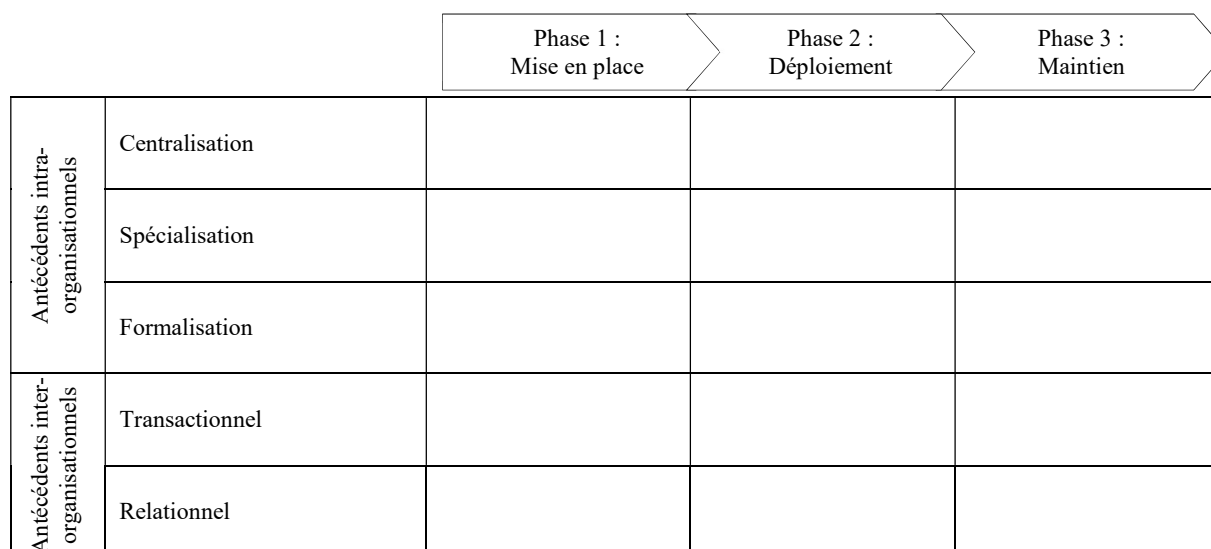 Phase 1 :
Mise en place
Phase 2 :
Déploiement
Phase 3 :
Maintien
Antécédents intra-
organisationnels
Centralisation
Spécialisation
Formalisation
Antécédents inter-
organisationnels
Transactionnel
Relationnel